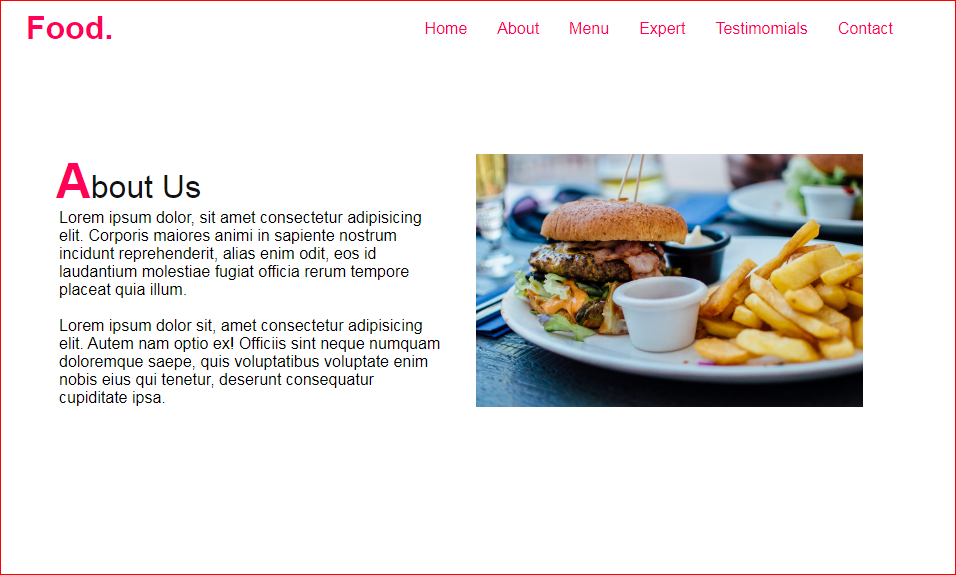 Food.
Home About Menu Expert Testimomials Contact
About Us
Lorem ipsum dolor, sit amet consectetur adipisicing
elit. Corporis maiores animi in sapiente nostrum
incidunt reprehenderit, alias enim odit, eos id
laudantium molestiae fugiat officia rerum tempore
placeat quia illum.
Lorem ipsum dolor sit, amet consectetur adipisicing
elit. Autem nam optio ex! Officiis sint neque numquam
doloremque saepe, quis voluptatibus voluptate enim
nobis eius qui tenetur, deserunt consequatur
cupiditate ipsa.